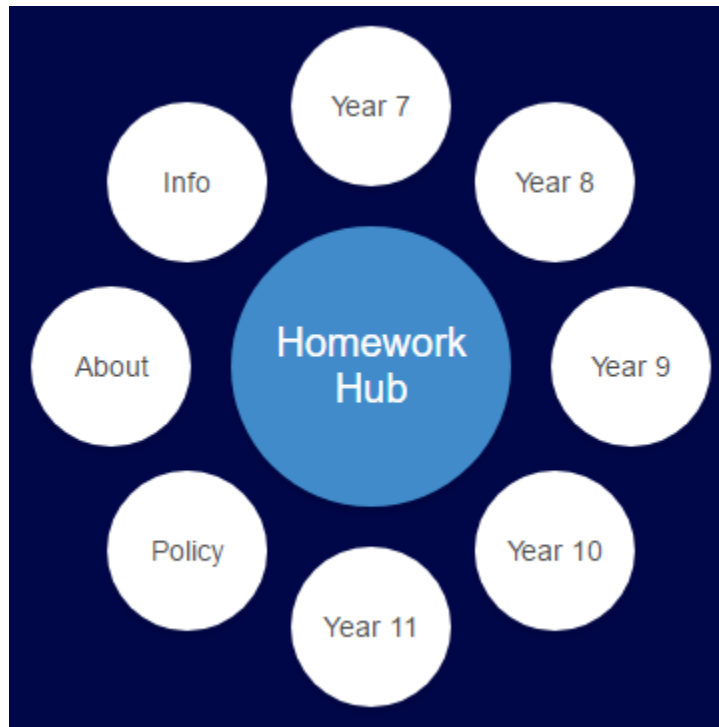 Year 7
Info
Year 8
Homework
Hub
About
Year 9
Policy
Year 10
Year 11